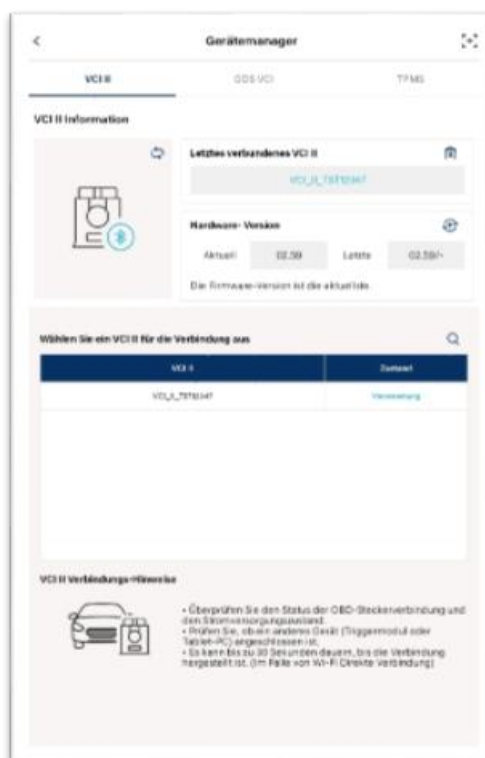 Gerätemanager
VCI II
GDS VCI
TPMS
VCI II Information
Letztes verbundenes VCI II
Hardware- Version
Aktuell
02.59
Letzte
02.59/-
Die Firmware-Version ist die aktuellste.
Wählen Sie ein VCI II für die Verbindung aus
VCI II
Zustand
VCI II Verbindungs-Hinweise
• Überprüfen Sie den Status der OBD-Steckerverbindung und
den Stromversorgungszustand.
• Prüfen Sie, ob ein anderes Gerät (Triggermodul oder
Tablet-PC) angeschlossen ist.
• Es kann bis zu 30 Sekunden dauern, bis die Verbindung
hergestellt ist. (Im Falle von Wi-Fi Direkte Verbindung)